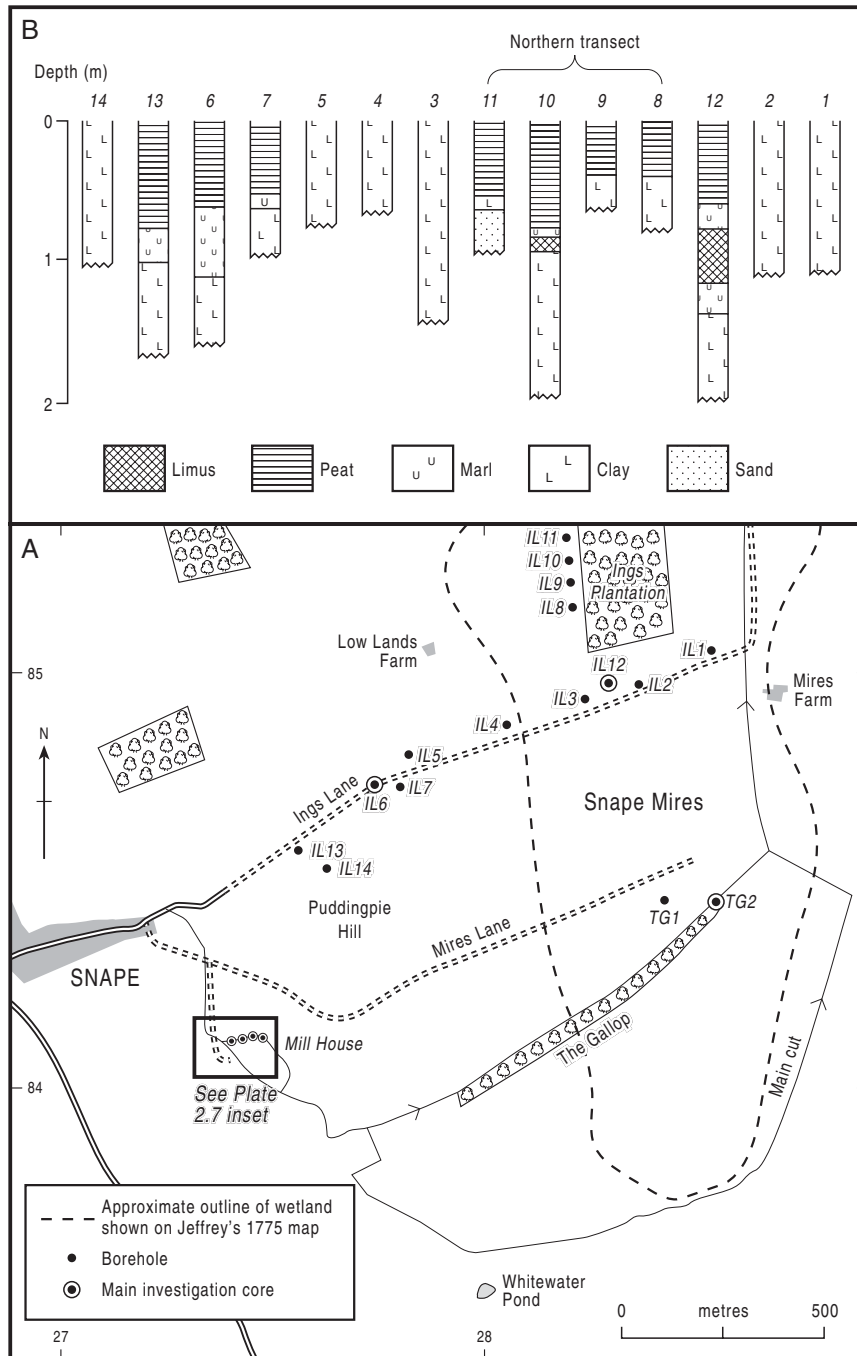 B
Northern transect
Depth (m)
14 13 6 7 5 4 3 11 10 9 8 12 2 1
0
1
2
Limus
Peat
Marl
Clay
Sand
A
IL11
IL10
IL9
IL8
Ings
Plantation
Low Lands
Farm
IL1
85
IL12
IL2
IL3
Mires
Farm
IL4
N
IL5
Ings Lane
IL7
IL6
Snape Mires
IL13
IL14
Puddingpie
Hill
Mires Lane
TG1
TG2
SNAPE
Mill House
The Gallop
Main cut
84
See Plate
2.7 inset
Approximate outline of wetland
shown on Jeffrey's 1775 map
Borehole
Main investigation core
Whitewater
Pond
0 metres 500
27
28